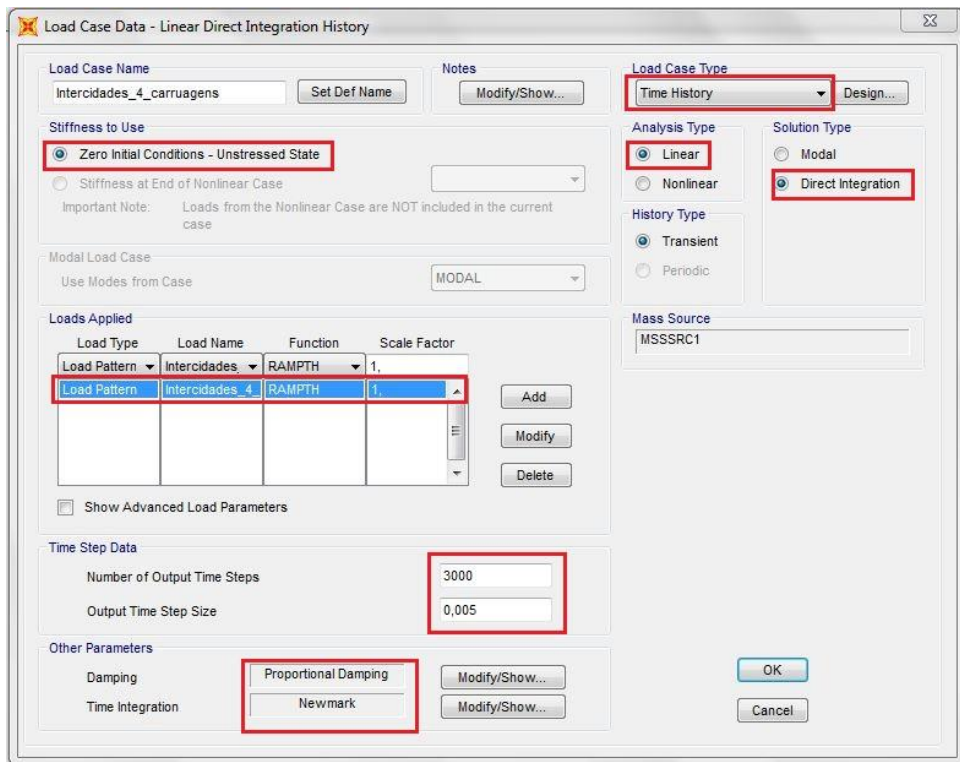 Load Case Data - Linear Direct Integration History
Load Case Name
Intercidades_4_carruagens
Set Def Name
Notes
Modify/Show...
Load Case Type
Time History
Design...
Stiffness to Use
Zero Initial Conditions - Unstressed State
Stiffness at End of Nonlinear Case
Important Note: Loads from the Nonlinear Case are NOT included in the current
case
Analysis Type
Linear
Nonlinear
Solution Type
Modal
Direct Integration
History Type
Transient
Periodic
Modal Load Case
Use Modes from Case
MODAL
Loads Applied
Load Type Load Name Function Scale Factor
Load Pattern Intercidades_ RAMPTH 1,
Load Pattern Intercidades_4_ RAMPTH 1,
Add
Modify
Delete
Show Advanced Load Parameters
Mass Source
MSSSRC1
Time Step Data
Number of Output Time Steps 3000
Output Time Step Size 0,005
Other Parameters
Damping Proportional Damping Modify/Show...
Time Integration Newmark Modify/Show...
OK
Cancel